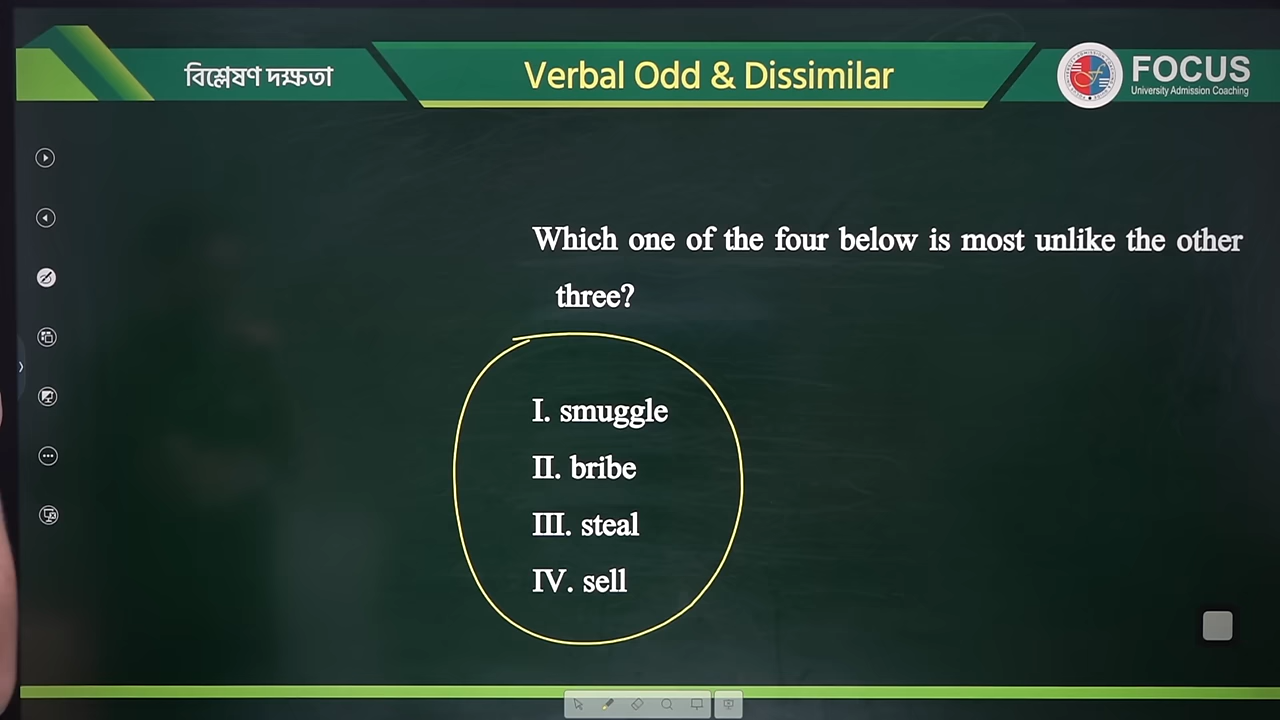 বিশ্লেষণ দক্ষতা
Verbal Odd & Dissimilar
FOCUS
University Admission Coaching
Which one of the four below is most unlike the other
three?
I. smuggle
II. bribe
III. steal
IV. sell